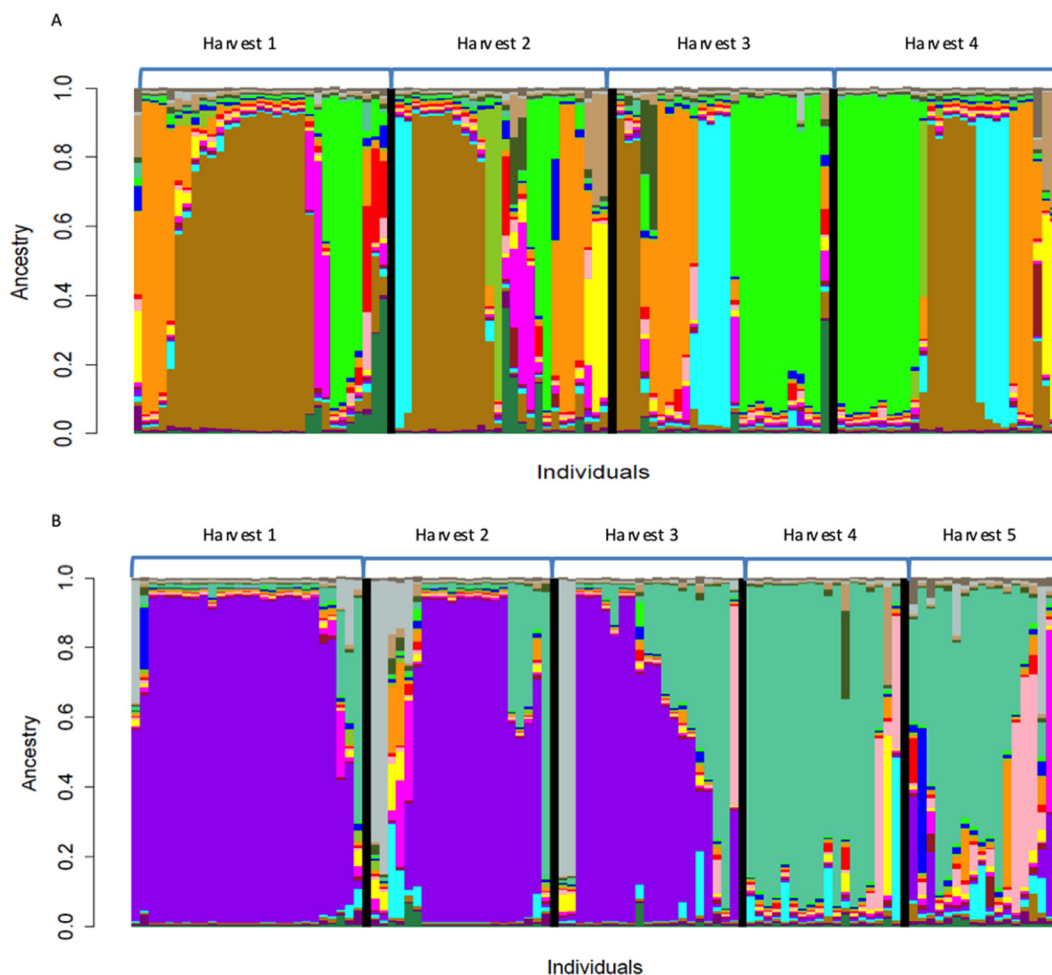 A
Harvest 1 Harvest 2 Harvest 3 Harvest 4
1.0
0.8
0.6
0.4
0.2
0.0
Ancestry
Individuals
B
Harvest 1 Harvest 2 Harvest 3 Harvest 4 Harvest 5
1.0
0.8
0.6
0.4
0.2
0.0
Ancestry
Individuals